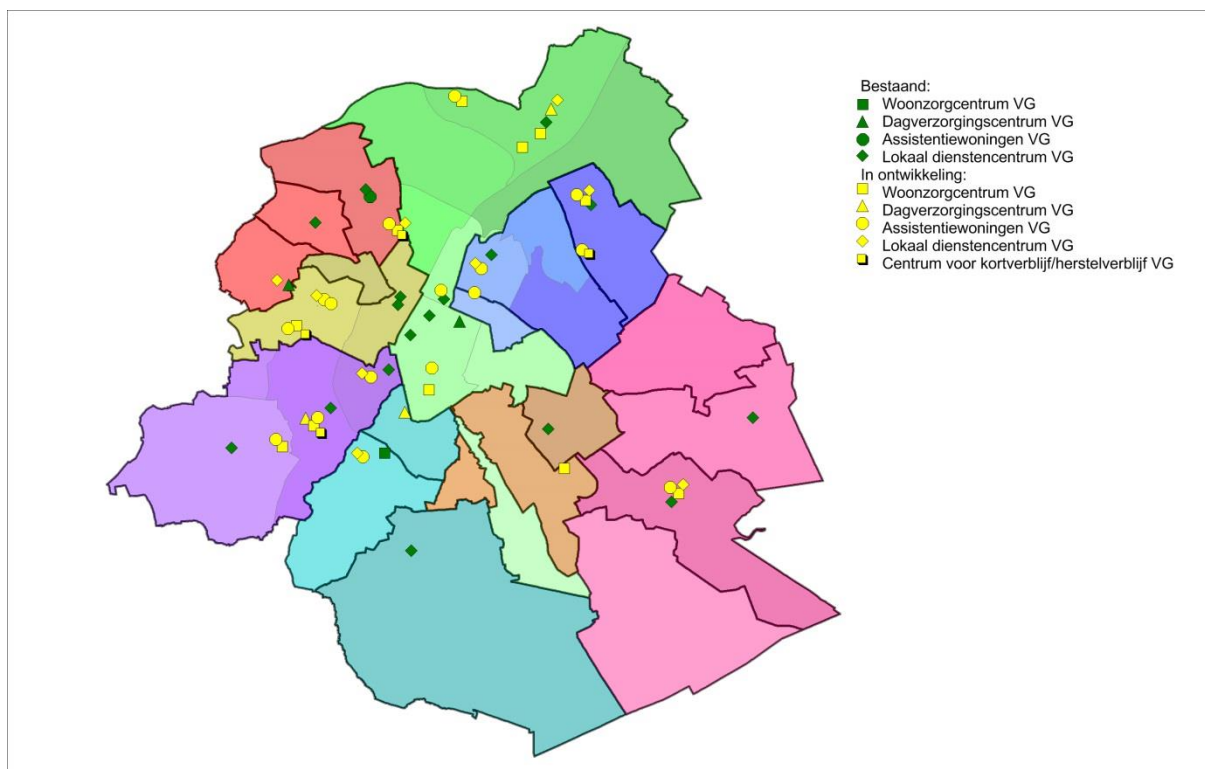 Bestaand:
Woonzorgcentrum VG
Dagverzorgingscentrum VG
Assistentiewoningen VG
Lokaal dienstencentrum VG
In ontwikkeling:
Woonzorgcentrum VG
Dagverzorgingscentrum VG
Assistentiewoningen VG
Lokaal dienstencentrum VG
Centrum voor kortverblijf/herstelverblijf VG